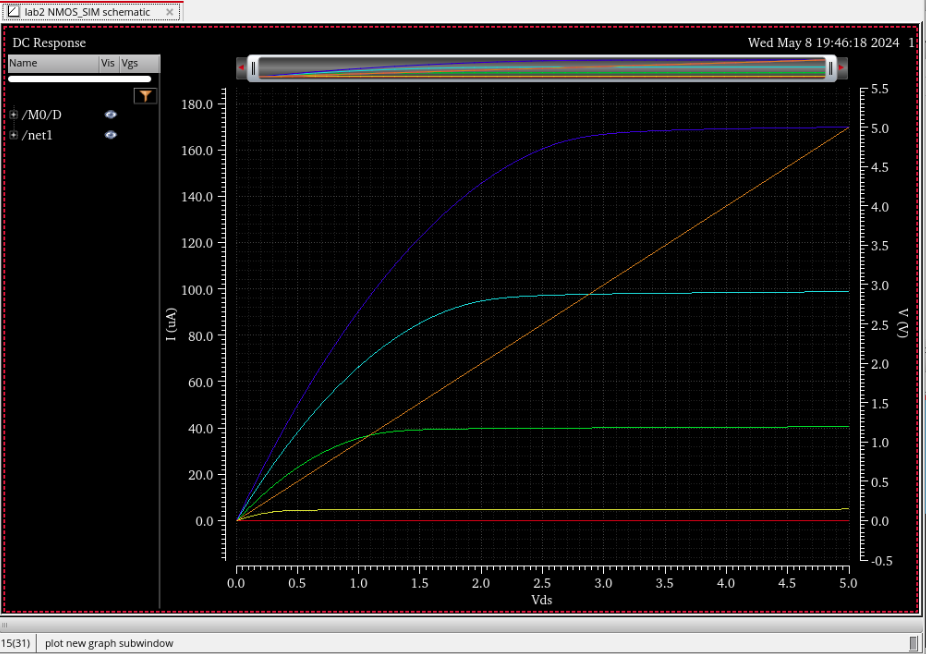 lab2 NMOS_SIM schematic
DC Response
Wed May 8 19:46:18 2024 1
Name Vis Vgs
/M0/D
/net1
180.0
160.0
140.0
120.0
100.0
80.0
60.0
40.0
20.0
0.0
I (uA)
5.5
5.0
4.5
4.0
3.5
3.0
2.5
2.0
1.5
1.0
0.5
0.0
-0.5
V (V)
0.0 0.5 1.0 1.5 2.0 2.5 3.0 3.5 4.0 4.5 5.0
Vds
15(31) plot new graph subwindow